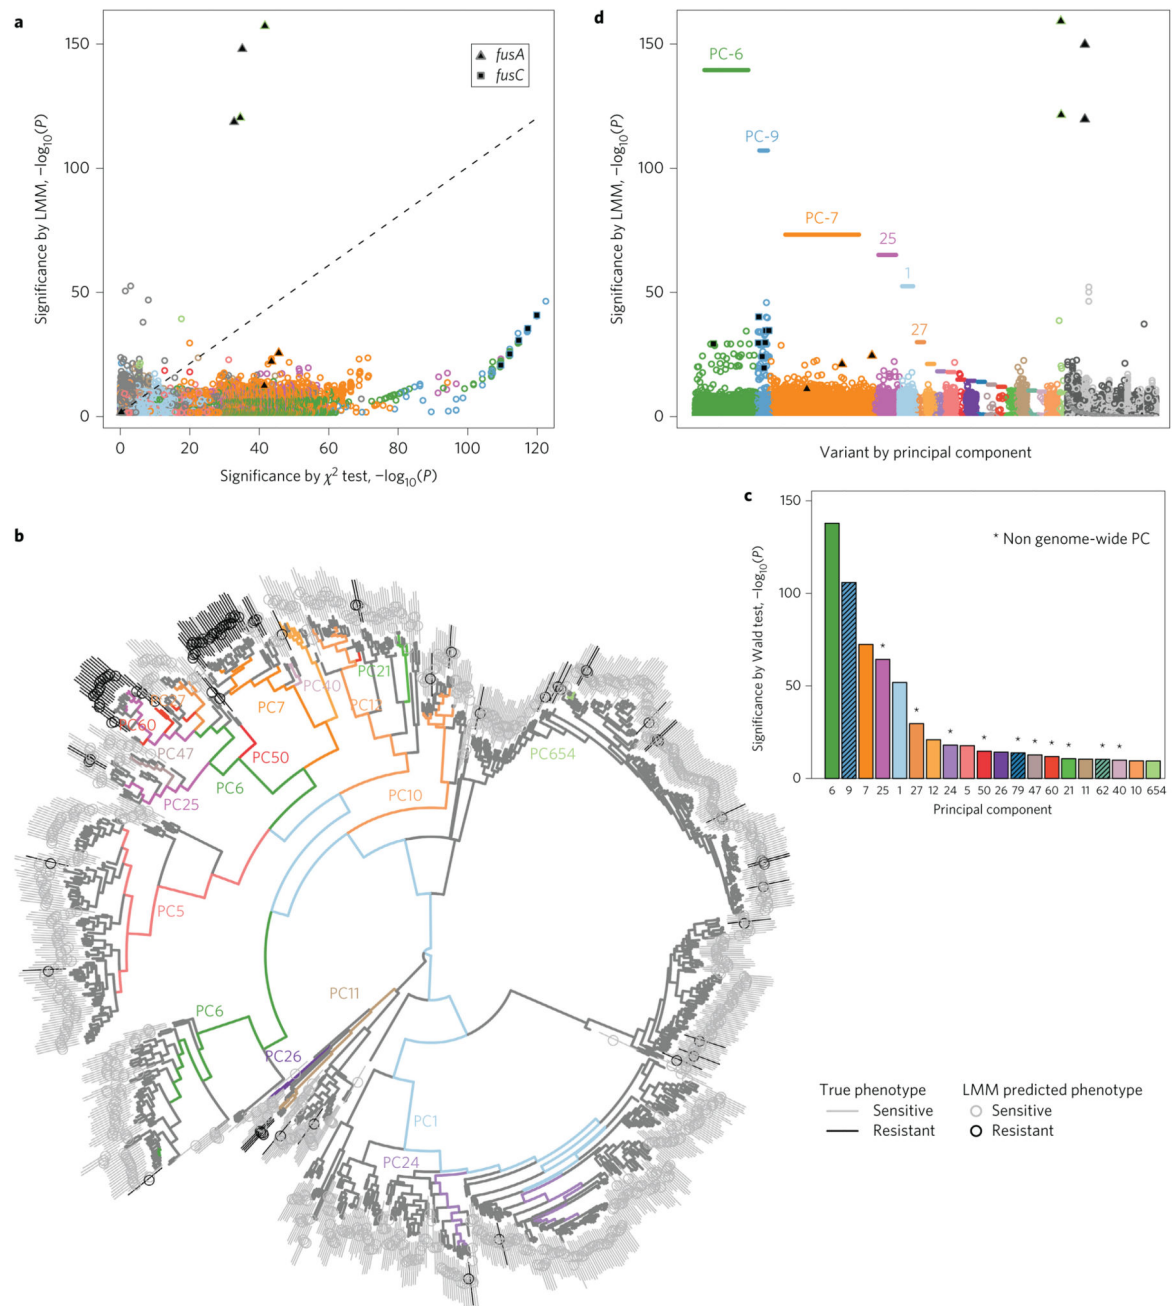 a
Significance by LMM, −log10(P)
150
100
50
0
0 20 40 60 80 100 120
Significance by χ² test, −log10(P)
fusA
fusC
d
Significance by LMM, −log10(P)
150
100
50
0
PC-6
PC-9
PC-7
25
1
27
Variant by principal component
c
Significance by Wald test, −log10(P)
150
100
50
0
* Non genome-wide PC
* * * * * * * * *
6 9 7 25 1 27 12 24 5 50 26 79 47 60 21 11 62 40 10 654
Principal component
b
PC21
PC40
PC7
PC12
PC60
PC47
PC50
PC6
PC25
PC10
PC654
PC5
PC6
PC11
PC26
PC1
PC24
True phenotype
Sensitive
Resistant
LMM predicted phenotype
Sensitive
Resistant